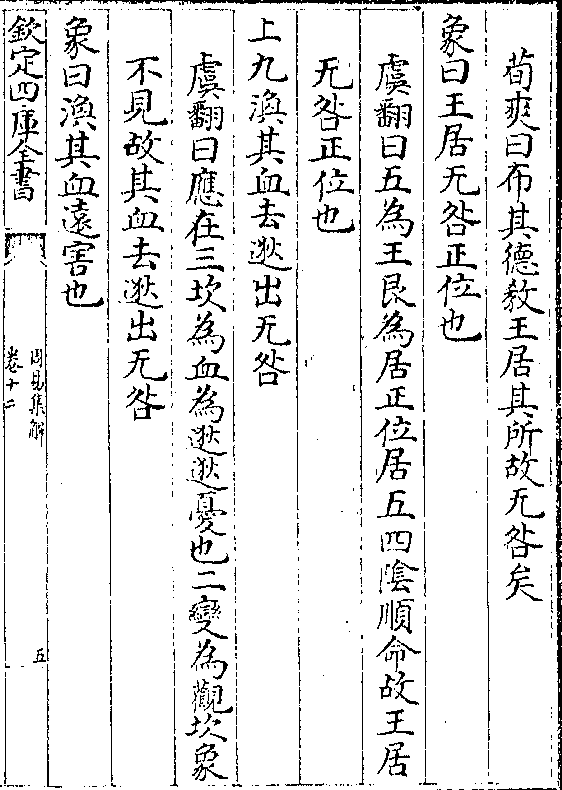 荀爽曰布其德教王居其所故无咎矣
象曰王居无咎正位也
虞翻曰五為王艮為居正位居五四陰順命故王居
无咎正位也
上九渙其血去逖出无咎
虞翻曰應在三坎為血為逖逖憂也二變為觀坎象
不見故其血去逖出无咎
象曰渙其血遠害也
欽定四庫全書
周易集解
卷十二
五